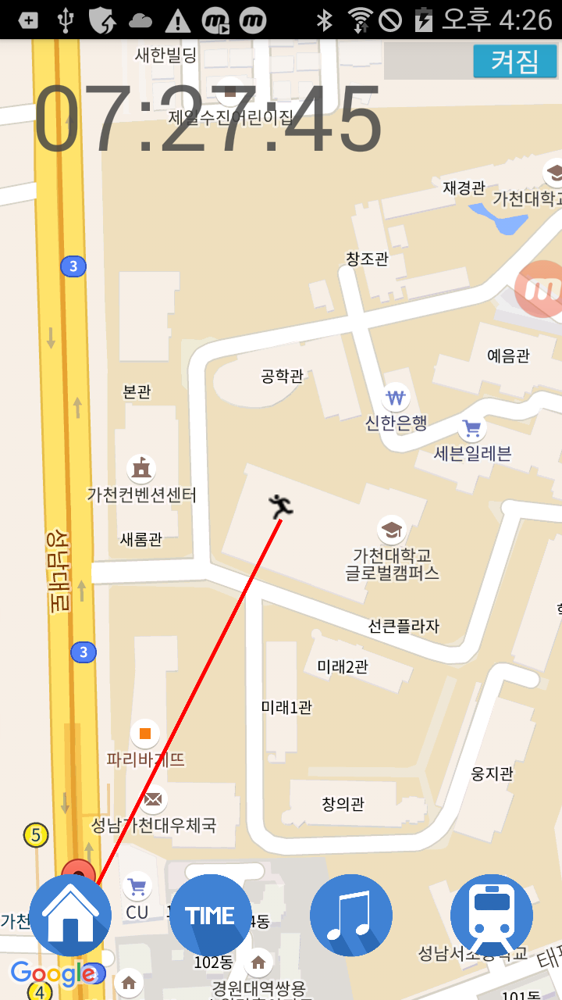 오후 4:26
새한빌딩
켜짐
07:27:45
제일수진어린이집
재경관
가천대학교
창조관
3
예음관
공학관
본관
신한은행
세븐일레븐
가천컨벤션센터
새롬관
가천대학교
글로벌캠퍼스
성남대로
선큰플라자
3
미래2관
미래1관
파리바게뜨
웅지관
창의관
성남가천대우체국
5
CU
TIME
4동
가천
102동
Google
4
경원대역쌍용
101동